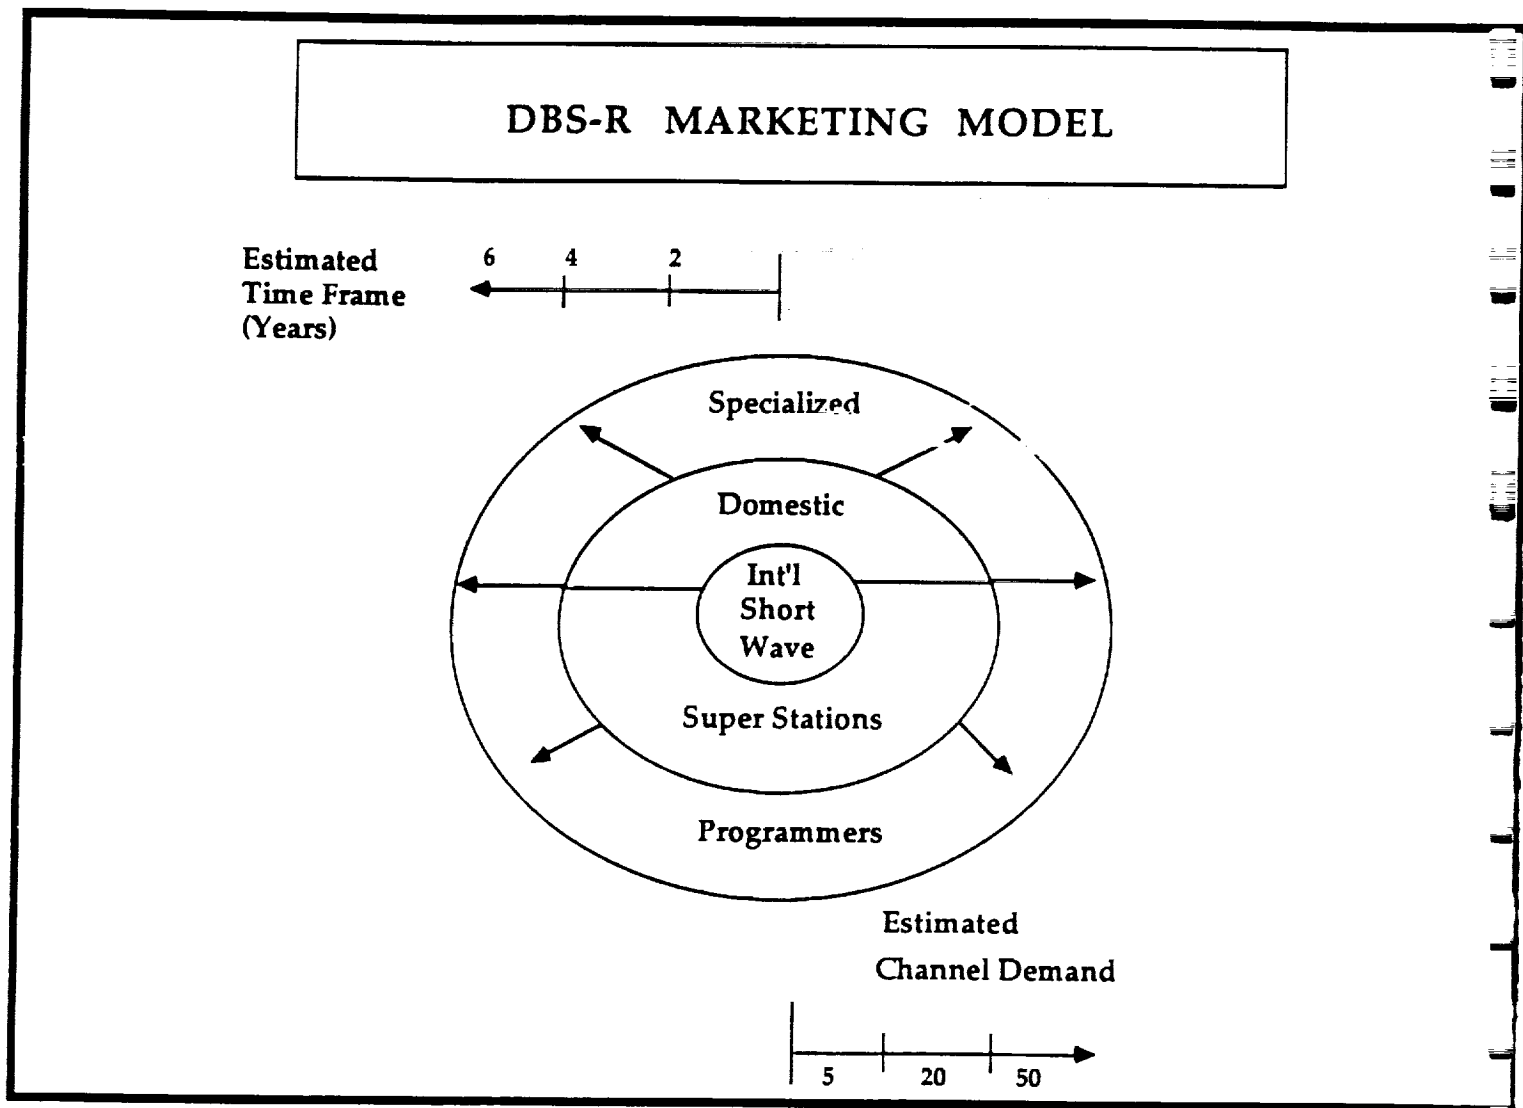 DBS-R MARKETING MODEL
Estimated
Time Frame
(Years)
6 4 2
Specialized
Domestic
Int'l
Short
Wave
Super Stations
Programmers
Estimated
Channel Demand
5 20 50